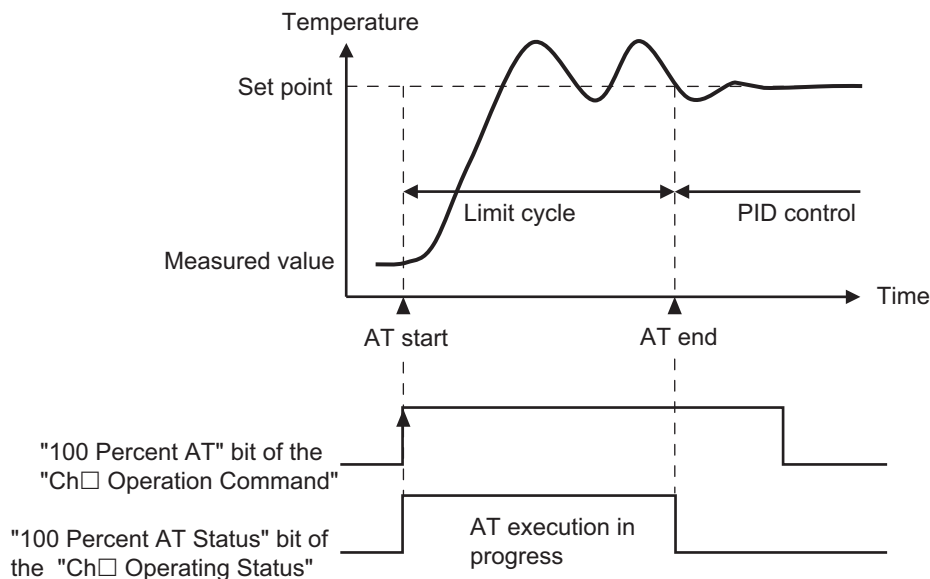 Temperature
Set point
Limit cycle
PID control
Measured value
Time
AT start
AT end
"100 Percent AT" bit of the
"Ch□ Operation Command"
"100 Percent AT Status" bit of
the "Ch□ Operating Status"
AT execution in
progress